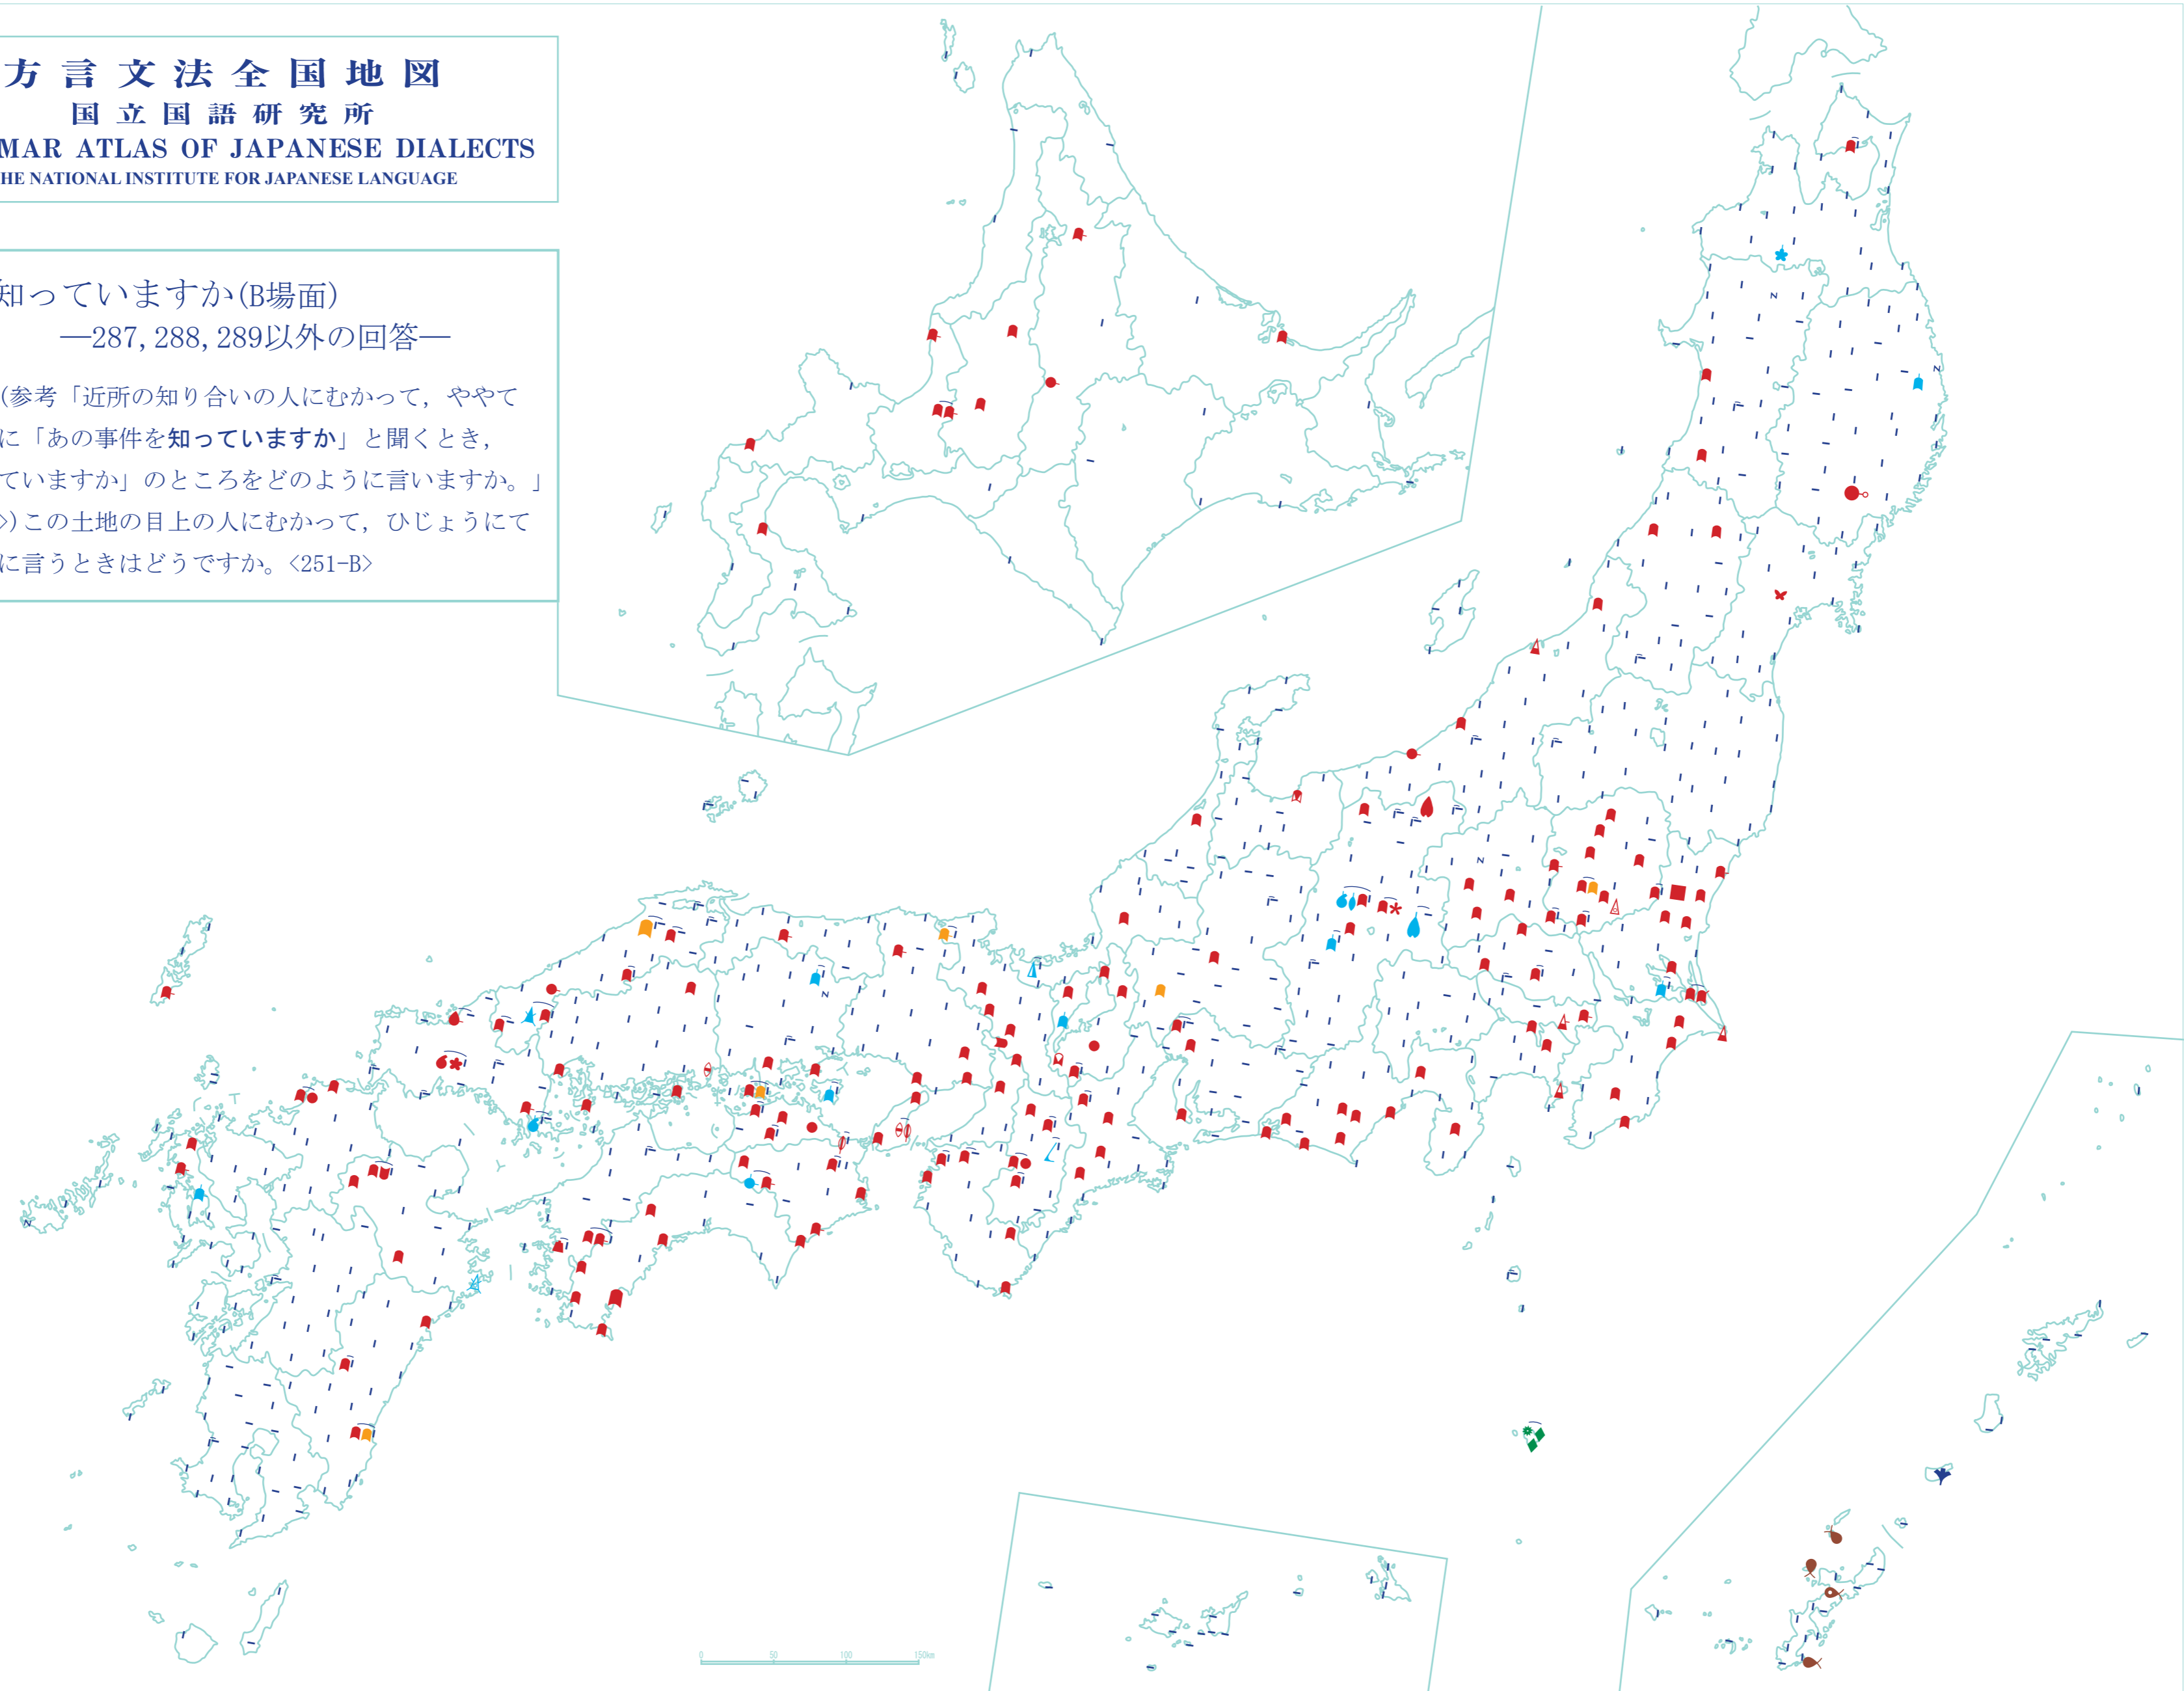 方言文法全国地図
国立国語研究所
MAR ATLAS OF JAPANESE DIALECTS
HE NATIONAL INSTITUTE FOR JAPANESE LANGUAGE
知っていますか(B場面)
―287,288,289以外の回答―
(参考「近所の知り合いの人にむかって，ややて
に「あの事件を知っていますか」と聞くとき，
ていますか」のところをどのように言いますか。」
>)この土地の目上の人にむかって，ひじょうにて
に言うときはどうですか。<251-B>
0 50 100 150km